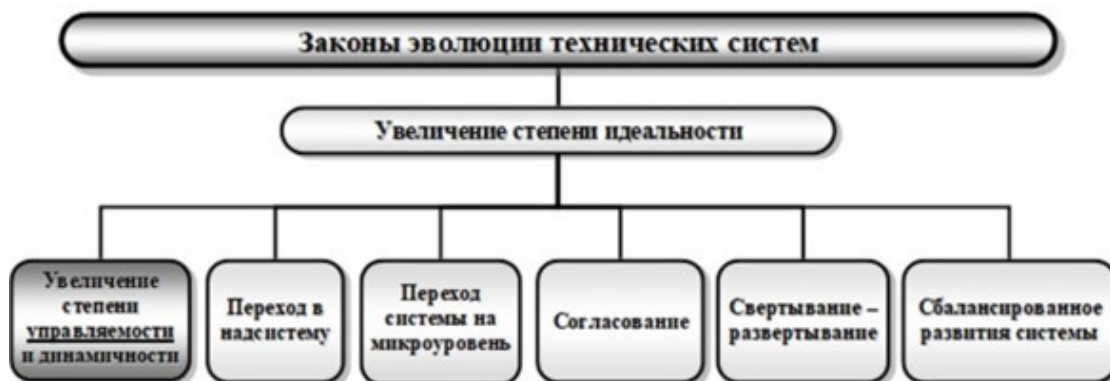 Законы эволюции технических систем
Увеличение степени идеальности
Увеличение
степени
управляемости
и динамичности
Переход в
надсистему
Переход
системы на
микроуровень
Согласование
Свертывание –
развертывание
Сбалансированное
развития системы